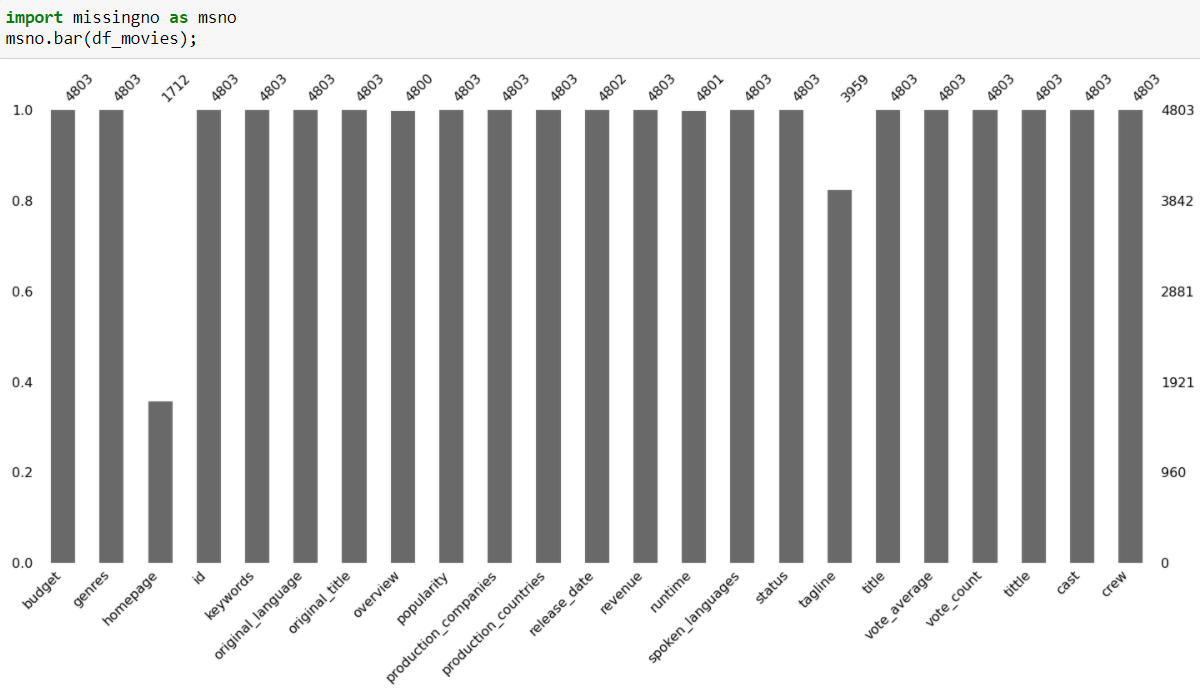 import missingno as msno
msno.bar(df_movies);
4803 4803 1712 4803 4803 4803 4803 4800 4803 4803 4803 4802 4803 4801 4803 4803 3959 4803 4803 4803 4803 4803 4803
1.0 4803
0.8 3842
0.6 2881
0.4 1921
0.2 960
0.0 0
budget genres homepage id keywords original_language original_title overview popularity production_companies production_countries release_date revenue runtime spoken_languages status tagline title vote_average vote_count tittle cast crew